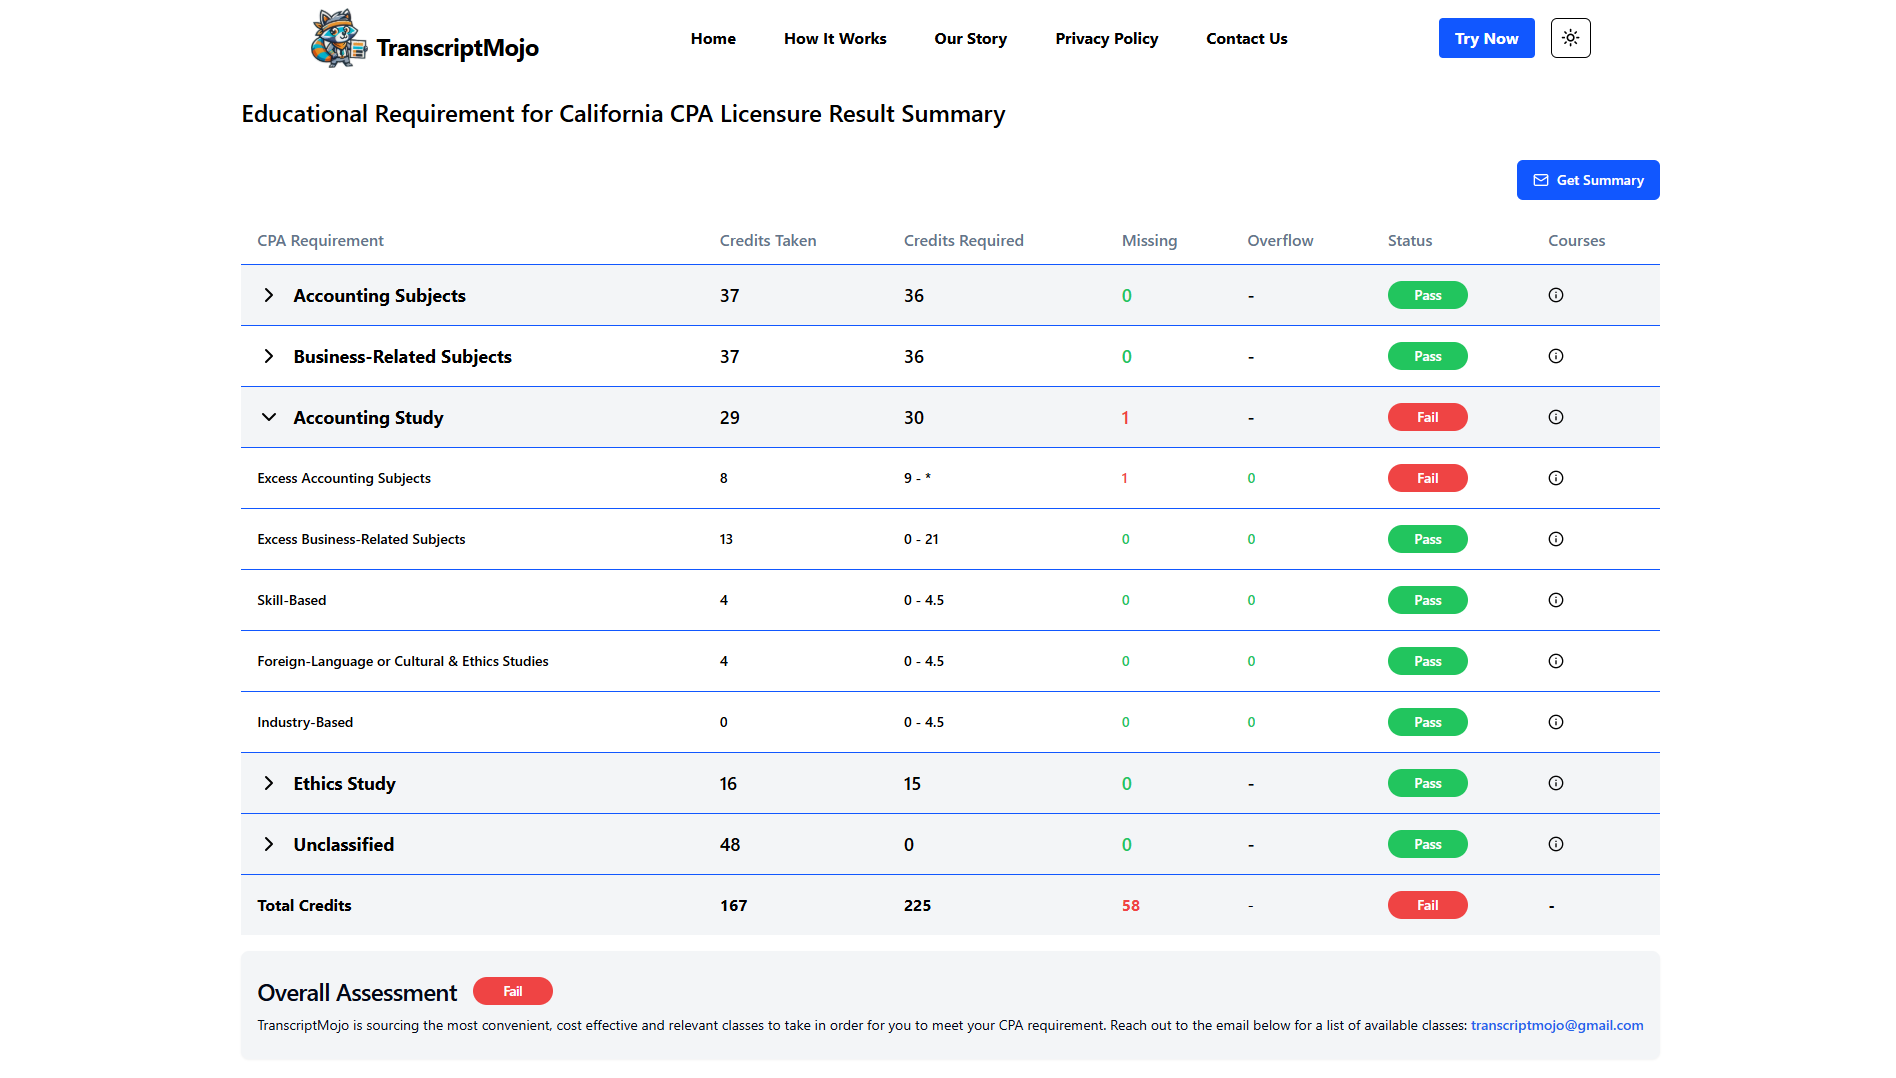 TranscriptMojo
Home
How It Works
Our Story
Privacy Policy
Contact Us
Try Now
Educational Requirement for California CPA Licensure Result Summary
Get Summary
CPA Requirement Credits Taken Credits Required Missing Overflow Status Courses
Accounting Subjects 37 36 0 - Pass
Business-Related Subjects 37 36 0 - Pass
Accounting Study 29 30 1 - Fail
Excess Accounting Subjects 8 9 - * 1 0 Fail
Excess Business-Related Subjects 13 0 - 21 0 0 Pass
Skill-Based 4 0 - 4.5 0 0 Pass
Foreign-Language or Cultural & Ethics Studies 4 0 - 4.5 0 0 Pass
Industry-Based 0 0 - 4.5 0 0 Pass
Ethics Study 16 15 0 - Pass
Unclassified 48 0 0 - Pass
Total Credits 167 225 58 - Fail -
Overall Assessment Fail
TranscriptMojo is sourcing the most convenient, cost effective and relevant classes to take in order for you to meet your CPA requirement. Reach out to the email below for a list of available classes: transcriptmojo@gmail.com